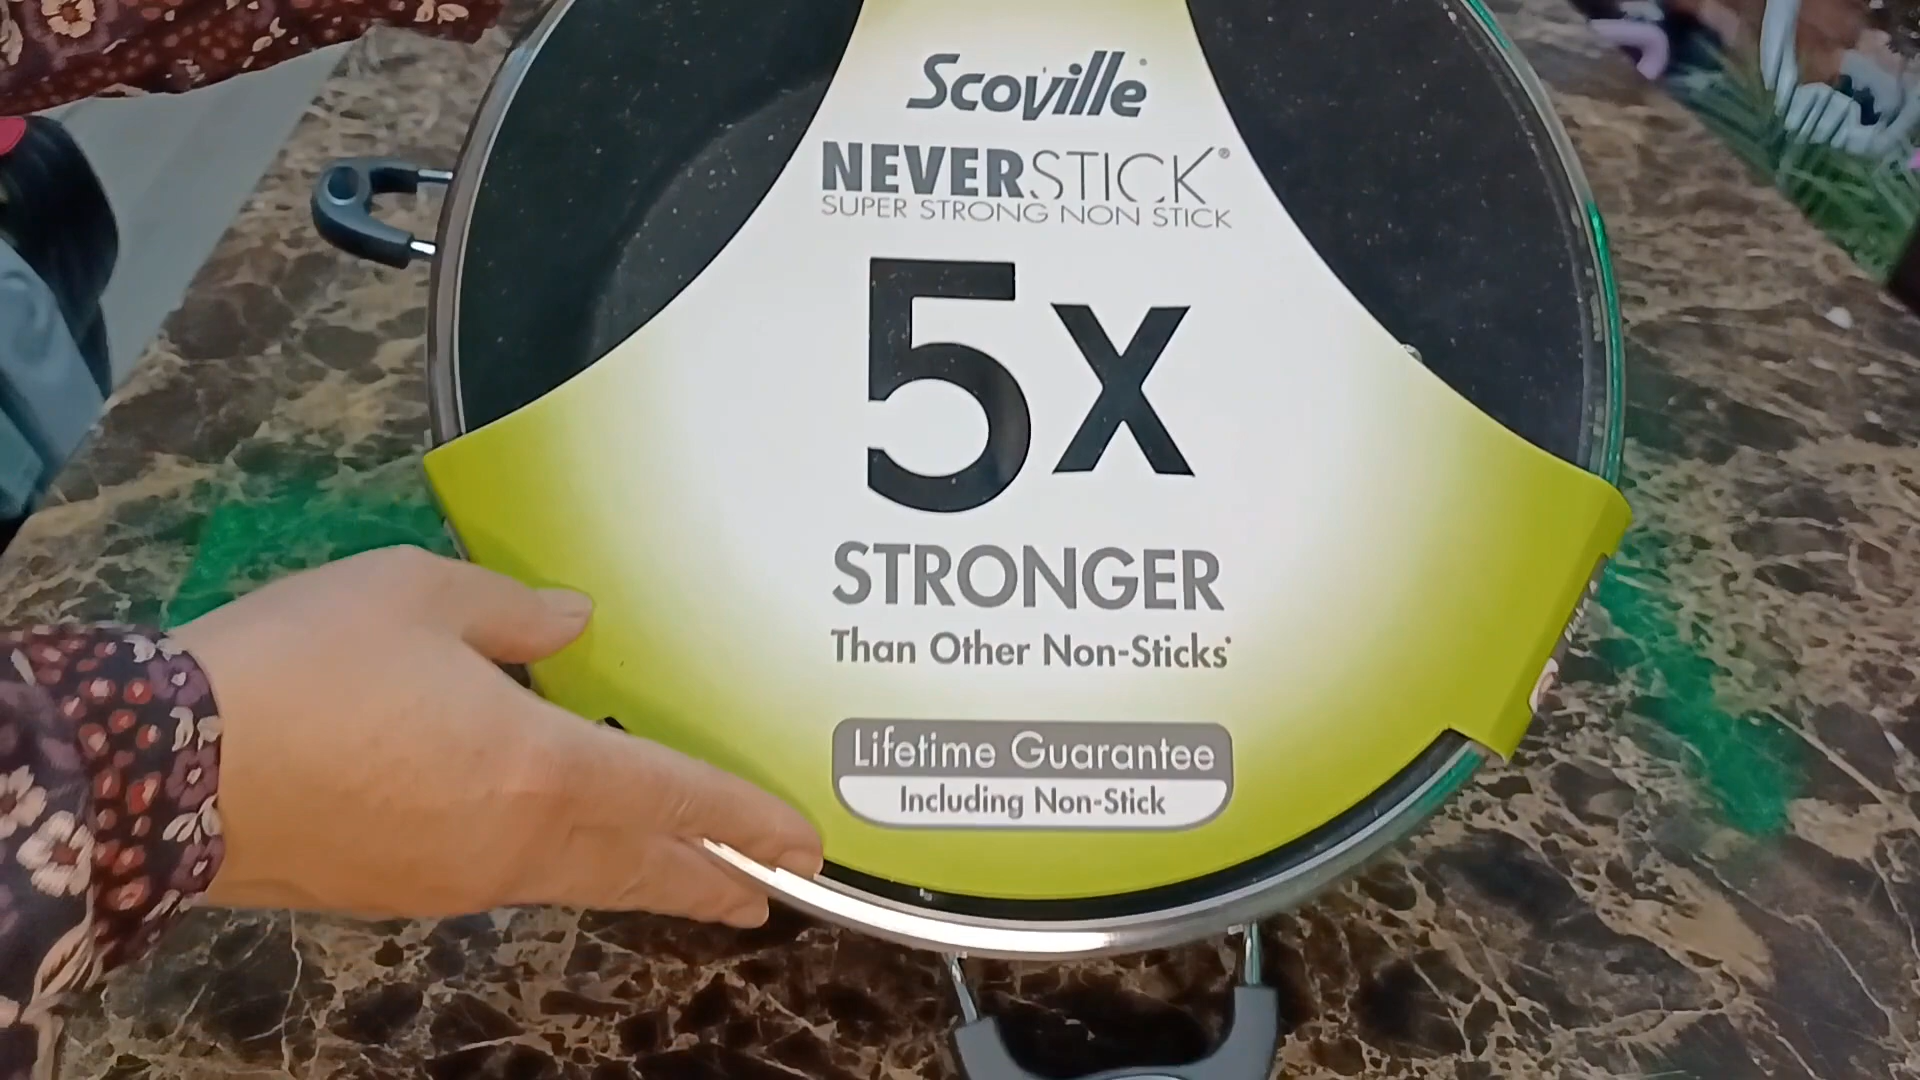 Scoville®
NEVERSTICK®
SUPER STRONG NON STICK
5x
STRONGER
Than Other Non-Sticks*
Lifetime Guarantee
Including Non-Stick